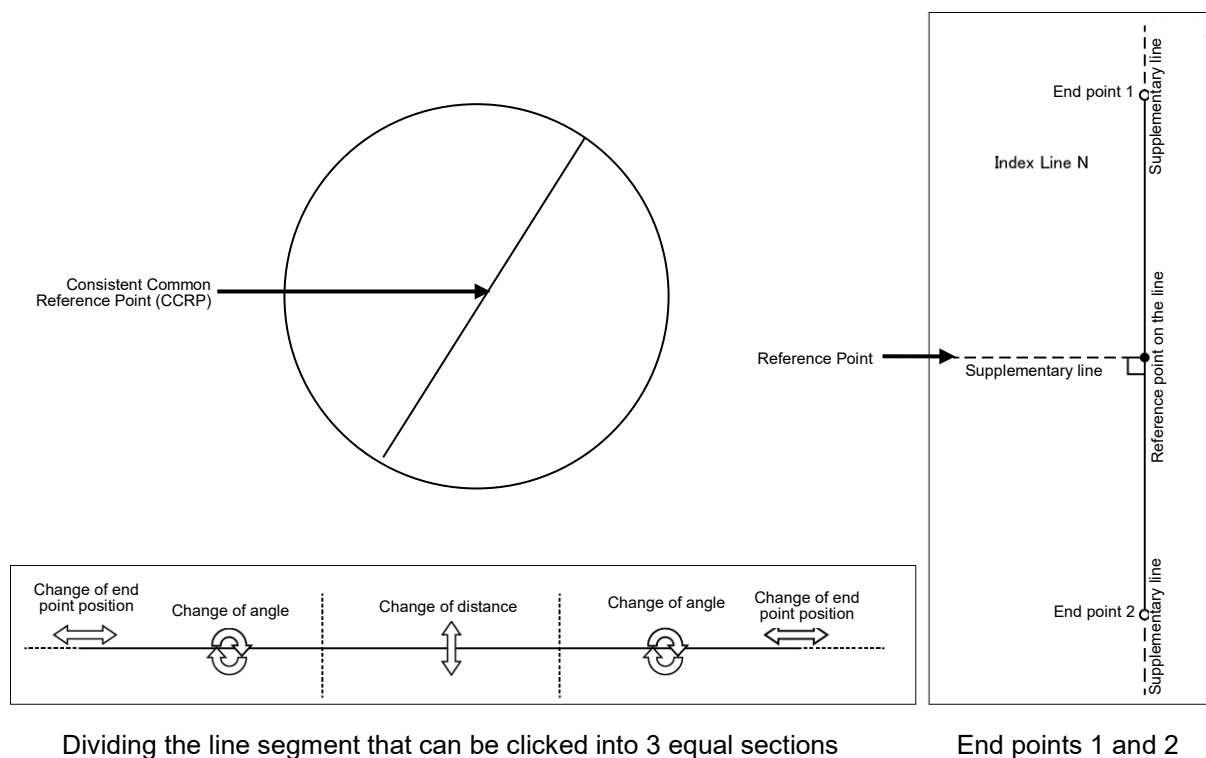 Consistent Common
Reference Point (CCRP)
Supplementary line
End point 1
Index Line N
Reference Point
Supplementary line
Reference point on the line
End point 2
Supplementary line
Change of end
point position
Change of angle
Change of distance
Change of angle
Change of end
point position
Dividing the line segment that can be clicked into 3 equal sections
End points 1 and 2